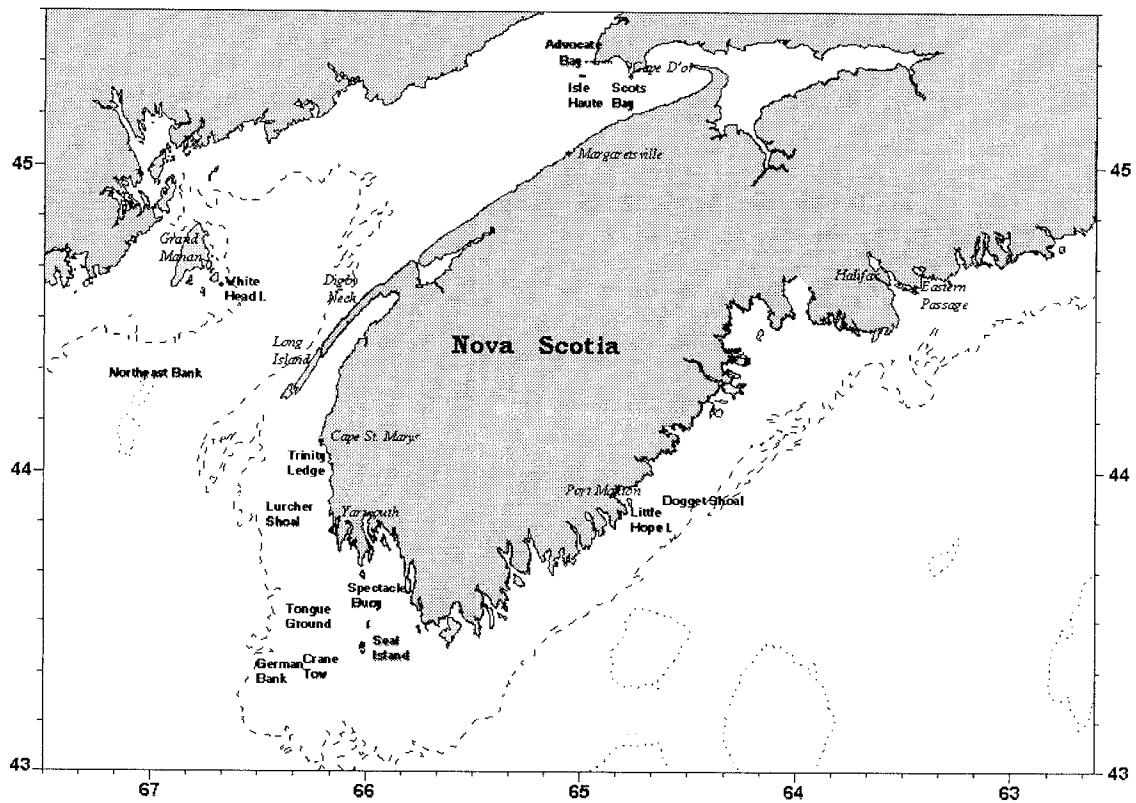 Advocate
Bay
Cape D'or
Isle
Haute
Scots
Bay
Margaretsville
45
45
Grand
Manan
White
Head I.
Digby
Neck
Halifax
Eastern
Passage
Long
Island
Nova Scotia
Northeast Bank
Cape St. Marys
Trinity
Ledge
44
44
Port Mouton
Dogget Shoal
Little
Hope I.
Lurcher
Shoal
Yarmouth
Spectacle
Buoy
Tongue
Ground
Seal
Island
German
Bank
Crane
Tow
43
43
67
66
65
64
63